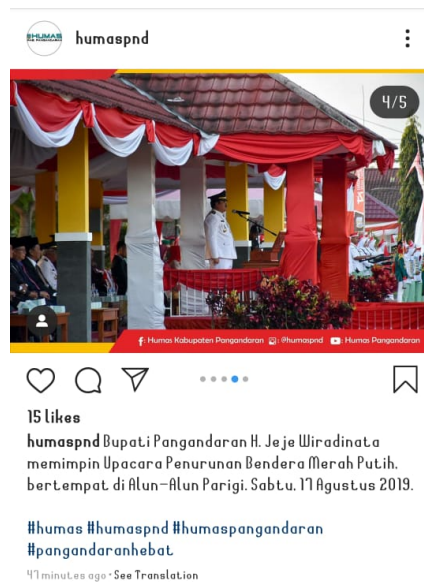 #HUMAS
humaspnd
4/5
f: Humas Kabupaten Pangandaran : @humaspnd : Humas Pangandaran
15 likes
humaspnd Bupati Pangandaran H. Jeje Wiradinata
memimpin Upacara Penurunan Bendera Merah Putih,
bertempat di Alun-Alun Parigi. Sabtu, 17 Agustus 2019.
#humas #humaspnd #humaspangandaran
#pangandaranhebat
47 minutes ago · See Translation